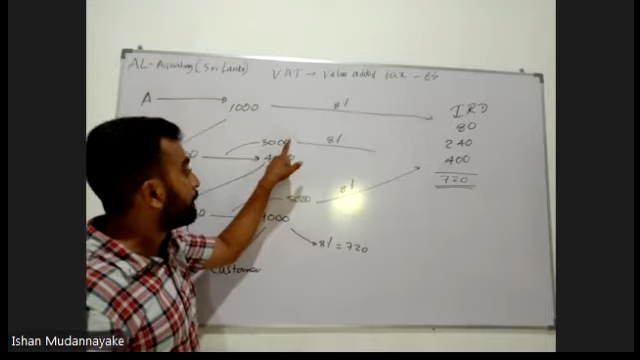 AL-Accounting (Sri Lanka) VAT → Value added tax - 8%
A 1000 8% IRD
80
3000 8% 240
400
5000 8% 720
1000
8% = 720
Customer
Ishan Mudannayake